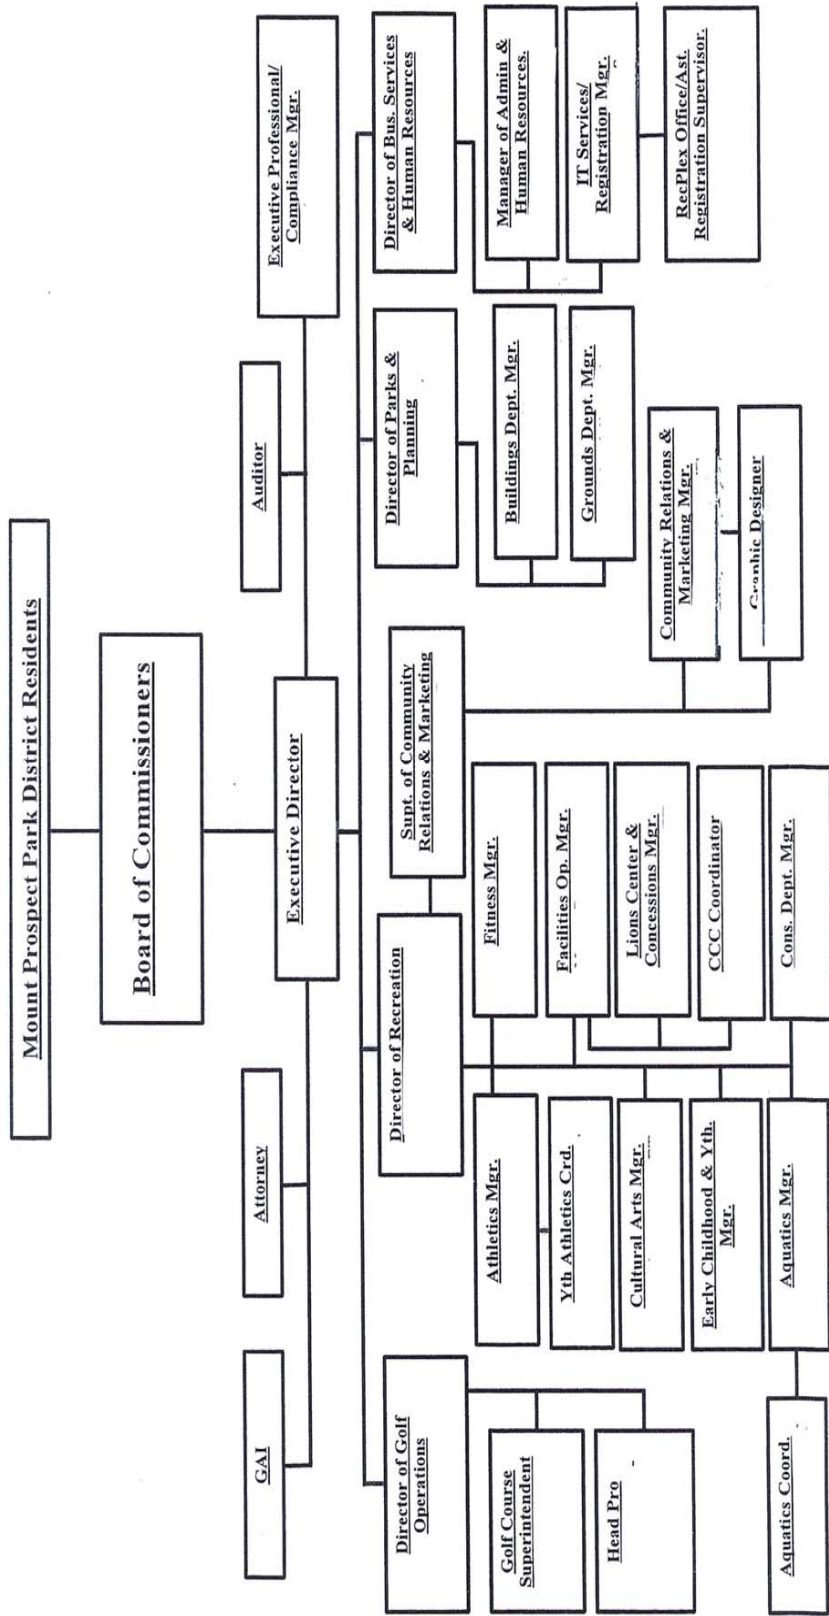 Mount Prospect Park District Residents
Board of Commissioners
GAI
Attorney
Auditor
Executive Director
Executive Professional/
Compliance Mgr.
Director of Golf
Operations
Golf Course
Superintendent
Head Pro
Director of Recreation
Supt. of Community
Relations & Marketing
Director of Parks &
Planning
Director of Bus. Services
& Human Resources
Athletics Mgr.
Yth Athletics Crd.
Cultural Arts Mgr.
Early Childhood & Yth.
Mgr.
Aquatics Mgr.
Aquatics Coord.
Fitness Mgr.
Facilities Op. Mgr.
Lions Center &
Concessions Mgr.
CCC Coordinator
Cons. Dept. Mgr.
Community Relations &
Marketing Mgr.
Graphic Designer
Buildings Dept. Mgr.
Grounds Dept. Mgr.
Manager of Admin &
Human Resources.
IT Services/
Registration Mgr.
RecPlex Office/Ast.
Registration Supervisor.